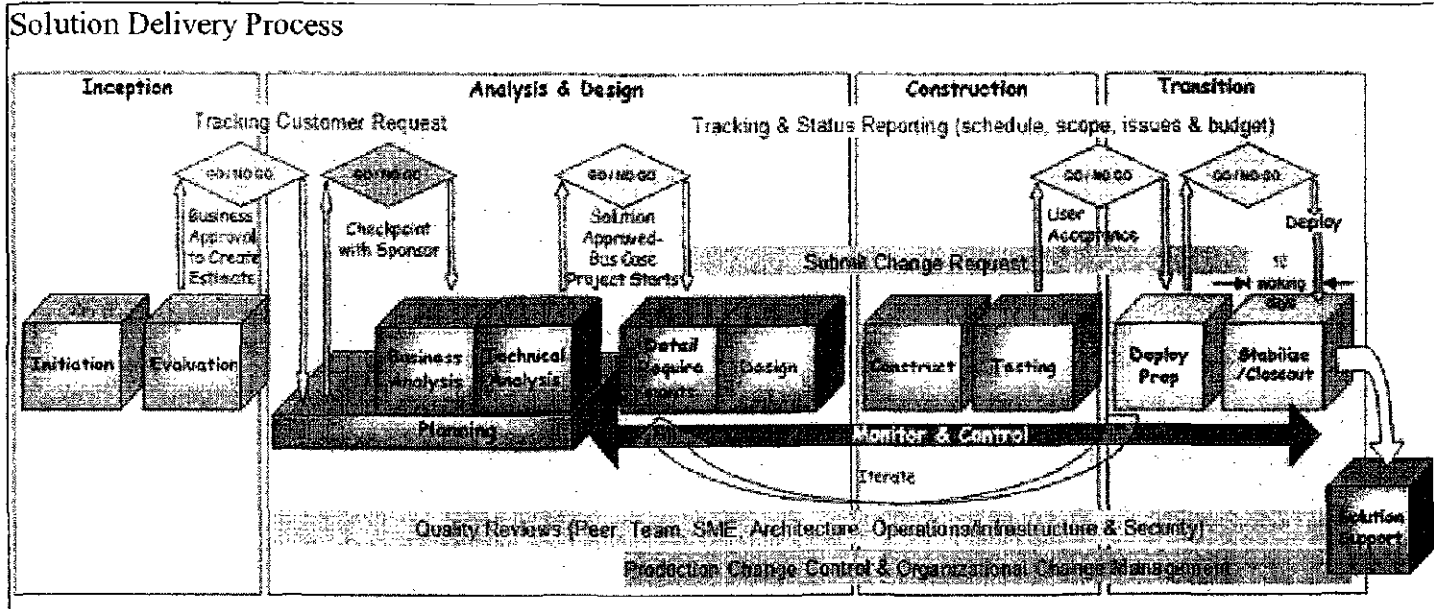 Solution Delivery Process
Inception
Analysis & Design
Construction
Transition
Tracking Customer Request
Tracking & Status Reporting (schedule, scope, issues & budget)
GO/NO GO
GO/NO GO
GO/NO GO
GO/NO GO
GO/NO GO
Business
Approval
to Create
Estimate
Checkpoint
with Sponsor
Solution
Approved-
Bus Case
Project Starts
User
Acceptance
Deploy
Submit Change Request
10
working
days
Initiation
Evaluation
Business
Analysis
Technical
Analysis
Detail
Require
ments
Design
Construct
Testing
Deploy
Prep
Stabilize
/Closeout
Planning
Monitor & Control
Iterate
Solution
Support
Quality Reviews (Peer, Team, SME, Architecture, Operations/Infrastructure & Security)
Production Change Control & Organizational Change Management